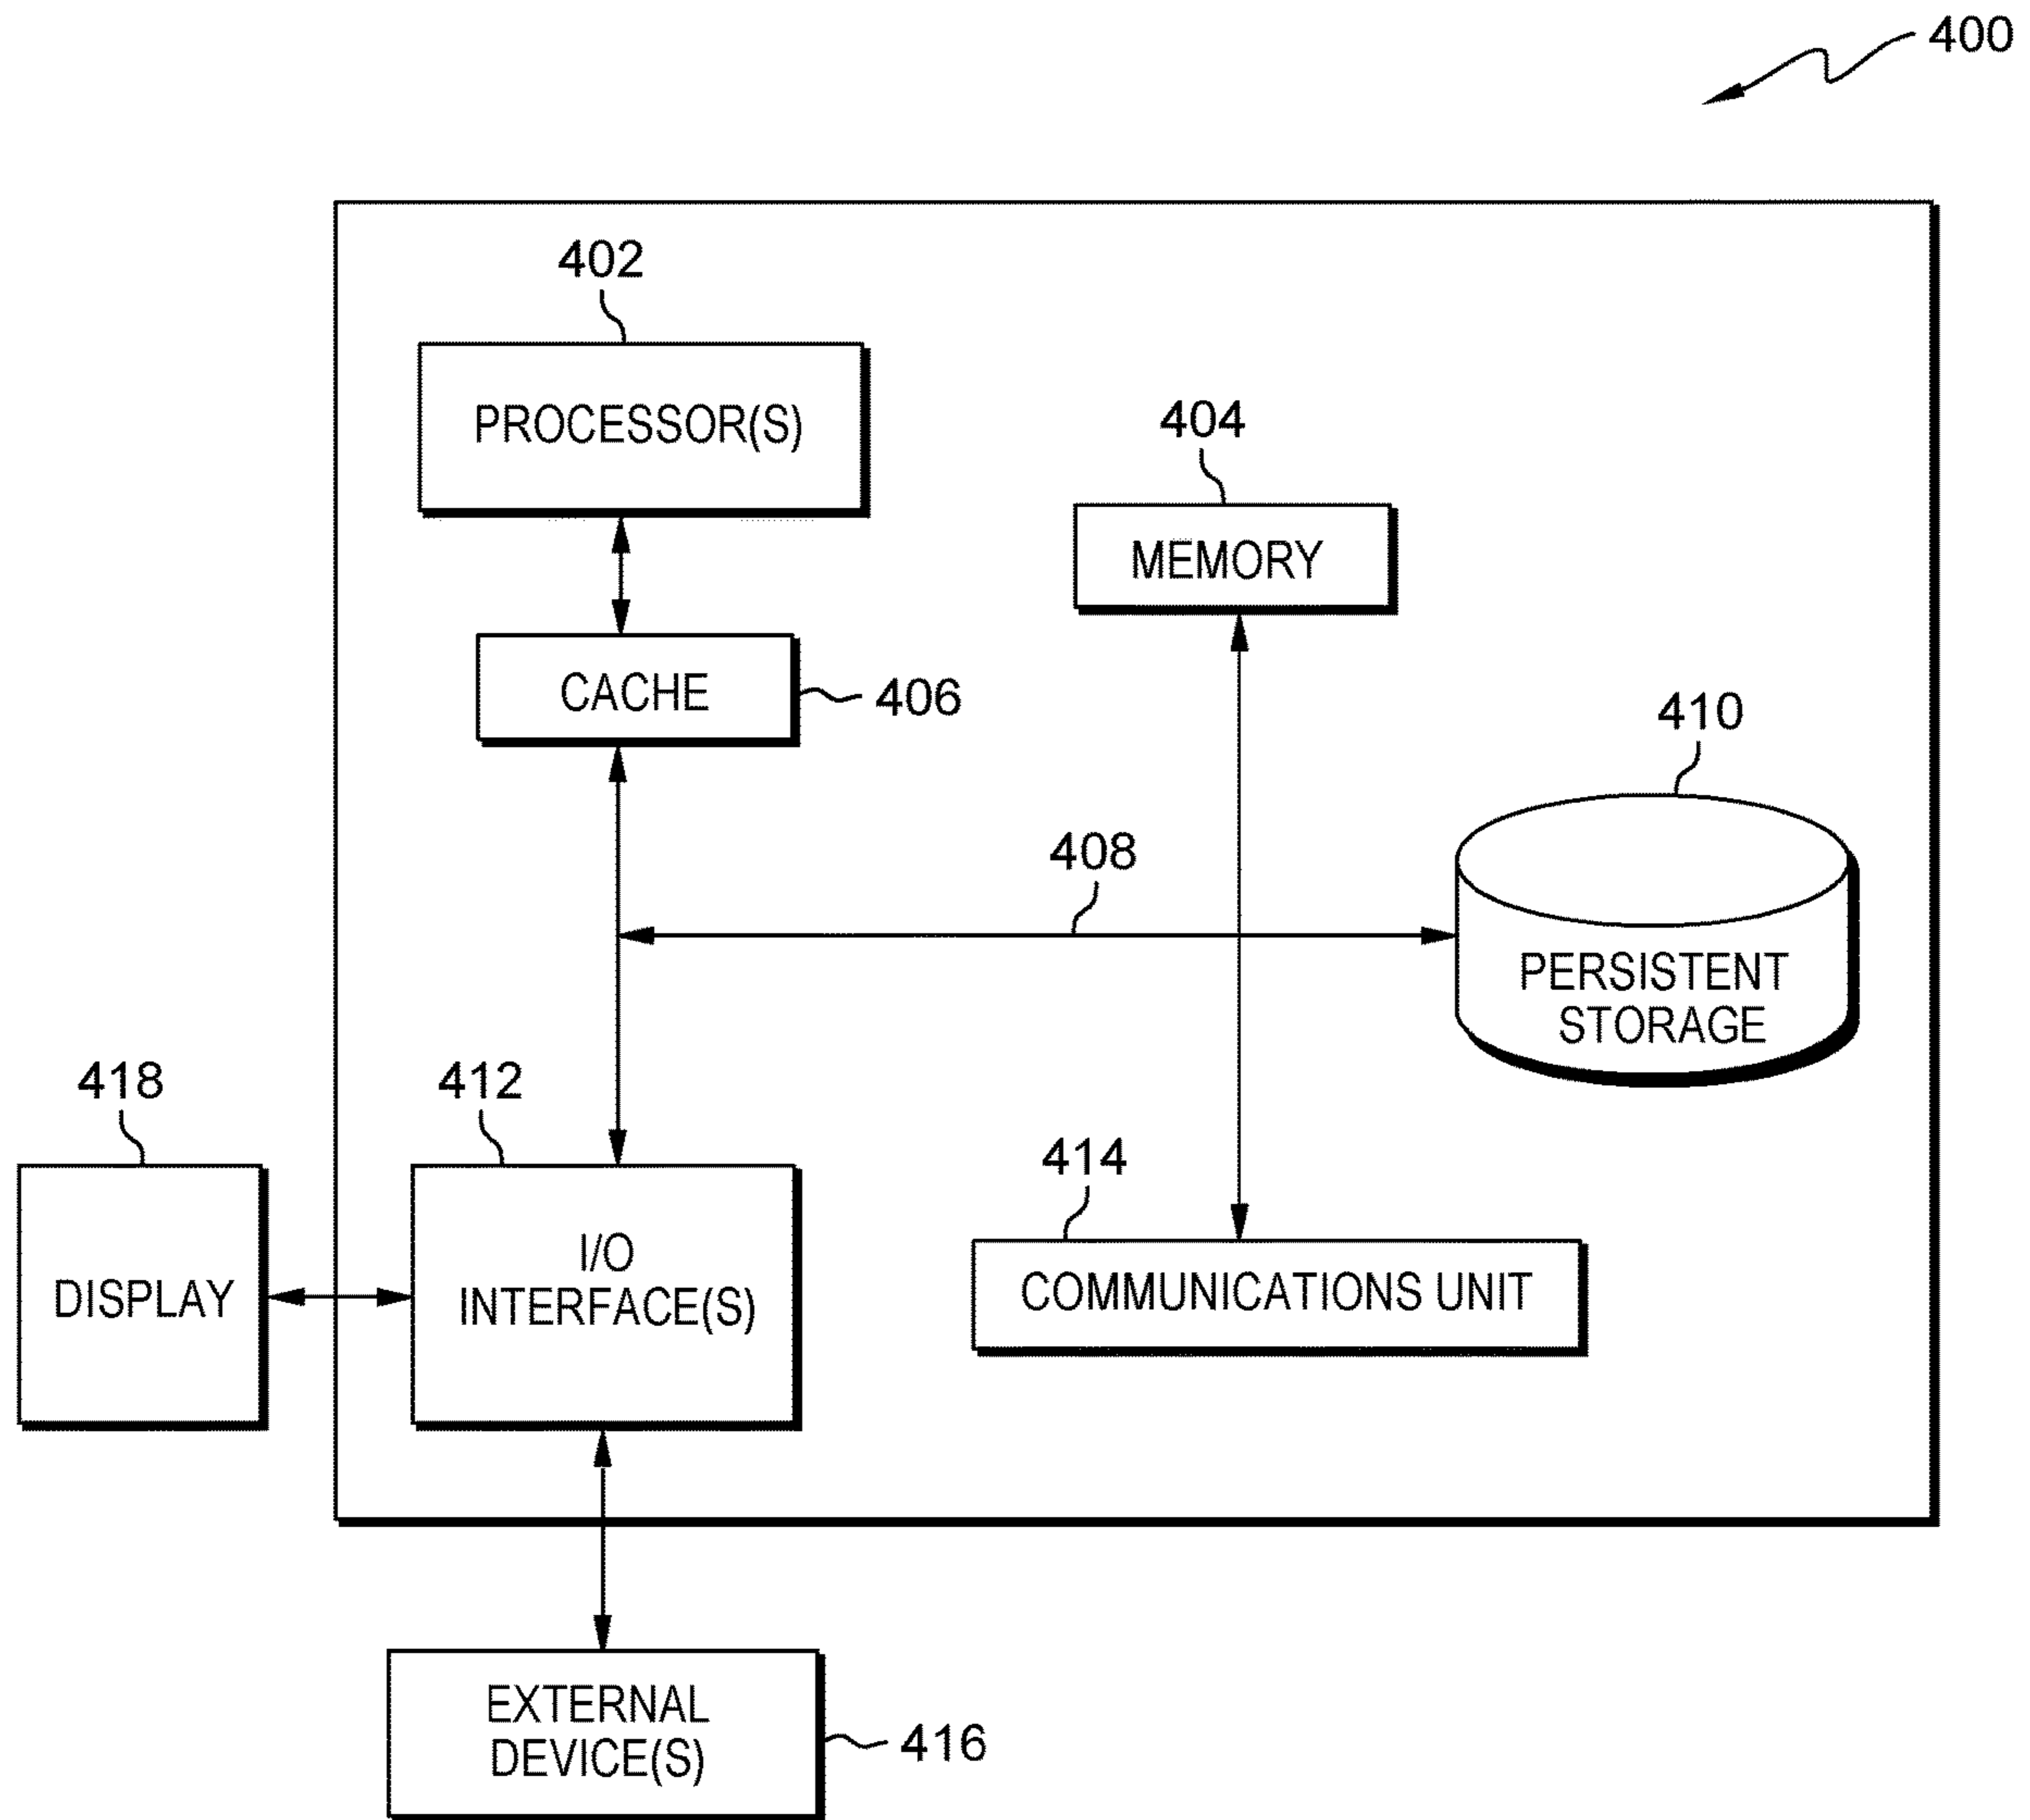 400
402
PROCESSOR(S)
404
MEMORY
CACHE
406
410
408
PERSISTENT
STORAGE
418
412
414
DISPLAY
I/O
INTERFACE(S)
COMMUNICATIONS UNIT
EXTERNAL
DEVICE(S)
416